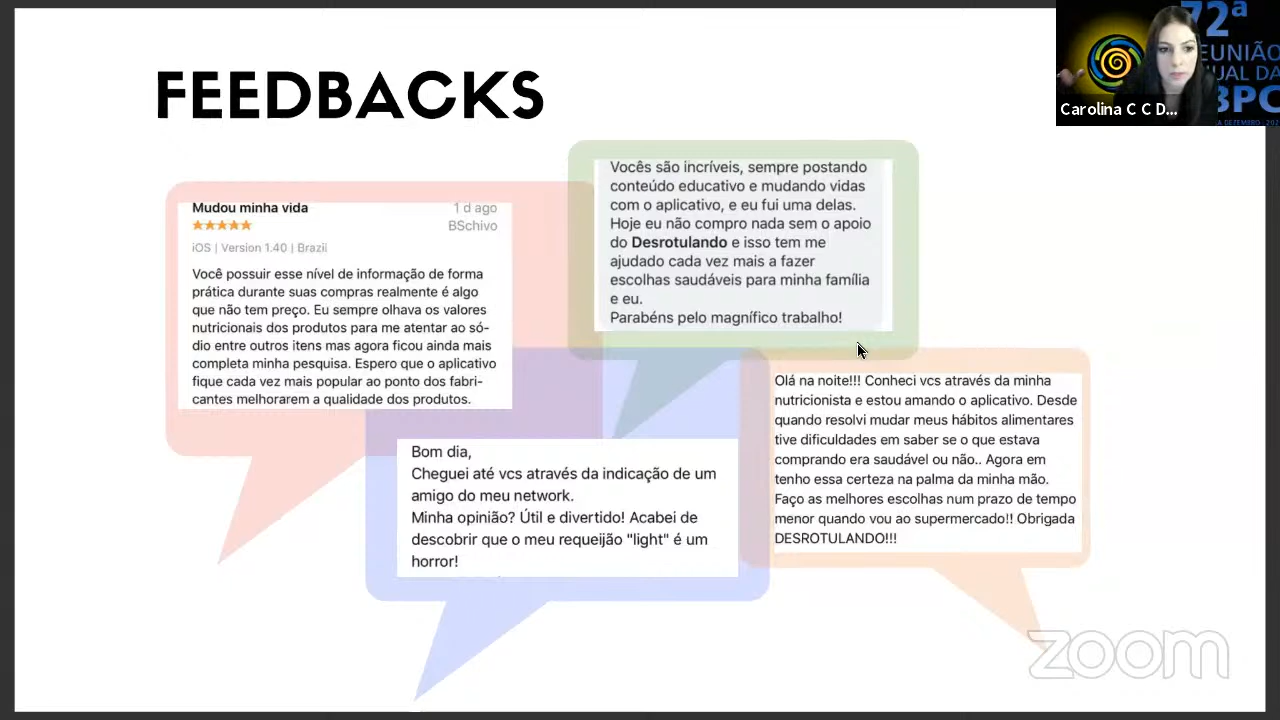 FEEDBACKS
Mudou minha vida
1 d ago
★★★★★
BSchivo
iOS | Version 1.40 | Brazil
Você possuir esse nível de informação de forma
prática durante suas compras realmente é algo
que não tem preço. Eu sempre olhava os valores
nutricionais dos produtos para me atentar ao só-
dio entre outros itens mas agora ficou ainda mais
completa minha pesquisa. Espero que o aplicativo
fique cada vez mais popular ao ponto dos fabri-
cantes melhorarem a qualidade dos produtos.
Vocês são incríveis, sempre postando
conteúdo educativo e mudando vidas
com o aplicativo, e eu fui uma delas.
Hoje eu não compro nada sem o apoio
do Desrotulando e isso tem me
ajudado cada vez mais a fazer
escolhas saudáveis para minha família
e eu.
Parabéns pelo magnífico trabalho!
Bom dia,
Cheguei até vcs através da indicação de um
amigo do meu network.
Minha opinião? Útil e divertido! Acabei de
descobrir que o meu requeijão "light" é um
horror!
Olá na noite!!! Conheci vcs através da minha
nutricionista e estou amando o aplicativo. Desde
quando resolvi mudar meus hábitos alimentares
tive dificuldades em saber se o que estava
comprando era saudável ou não.. Agora em
tenho essa certeza na palma da minha mão.
Faço as melhores escolhas num prazo de tempo
menor quando vou ao supermercado!! Obrigada
DESROTULANDO!!!
72ª
EUNIÃO
UAL DA
BPC
A DEZEMBRO - 202
Carolina C C D...
zoom